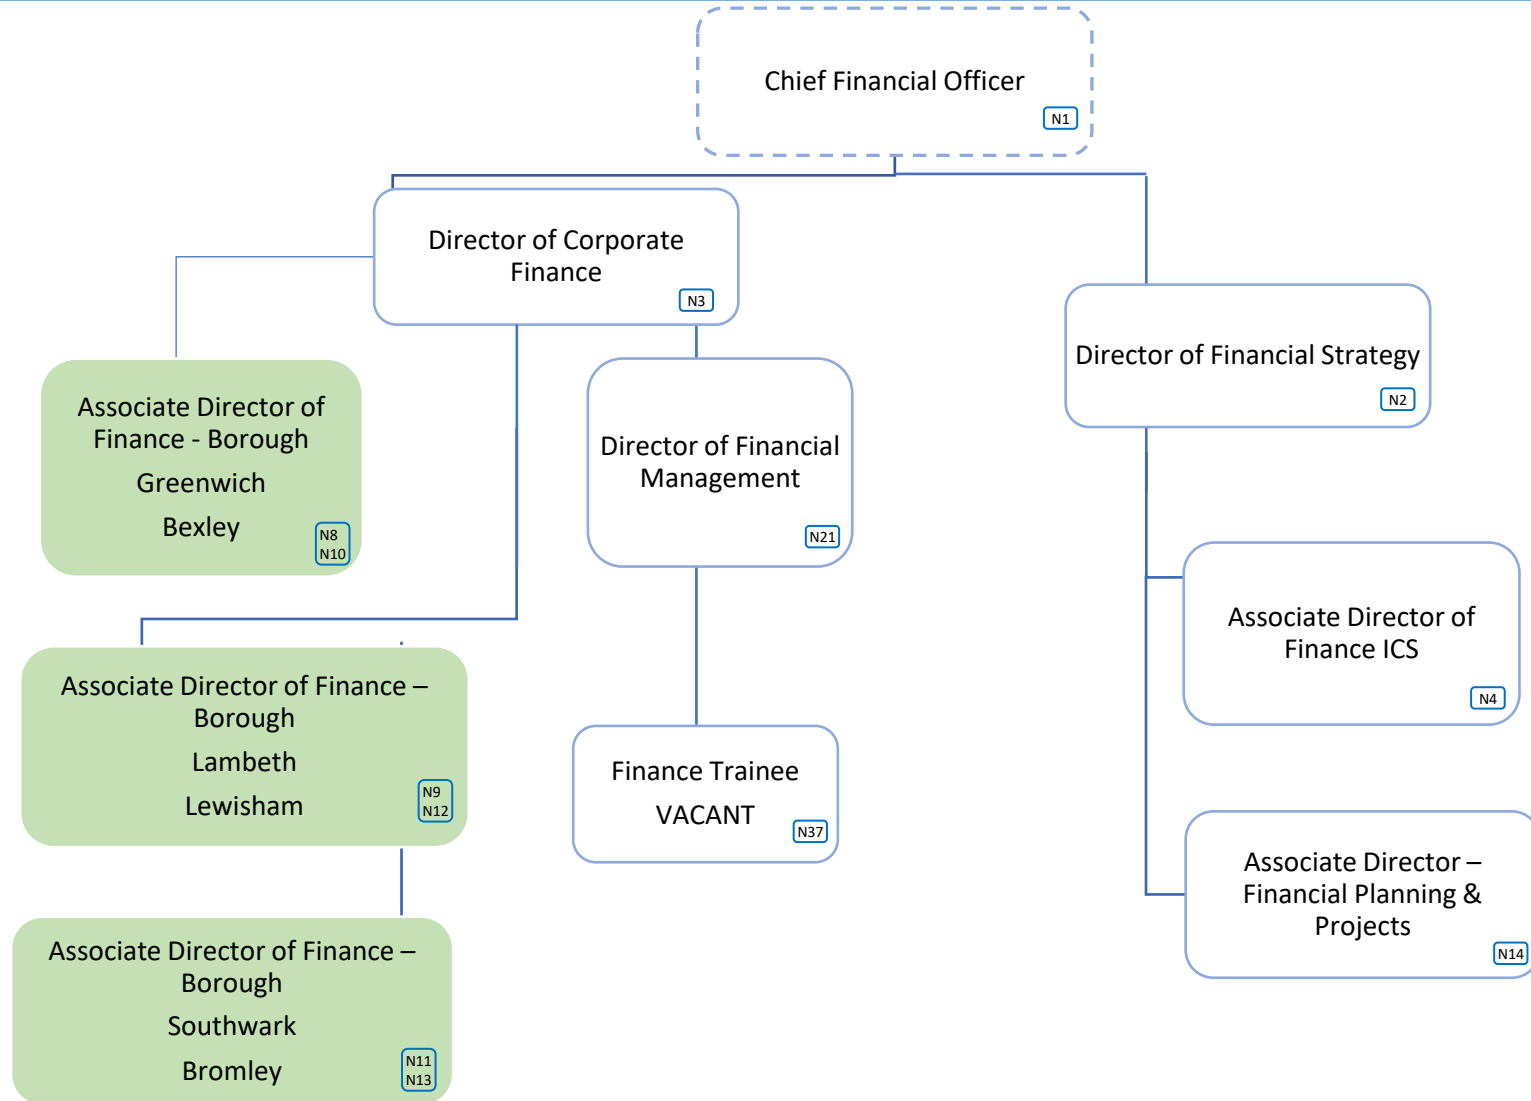 Chief Financial Officer
N1
Director of Corporate
Finance
N3
Director of Financial Strategy
N2
Associate Director of
Finance - Borough
Greenwich
Bexley
N8
N10
Director of Financial
Management
N21
Associate Director of
Finance ICS
N4
Associate Director of Finance –
Borough
Lambeth
Lewisham
N9
N12
Finance Trainee
VACANT
N37
Associate Director –
Financial Planning &
Projects
N14
Associate Director of Finance –
Borough
Southwark
Bromley
N11
N13